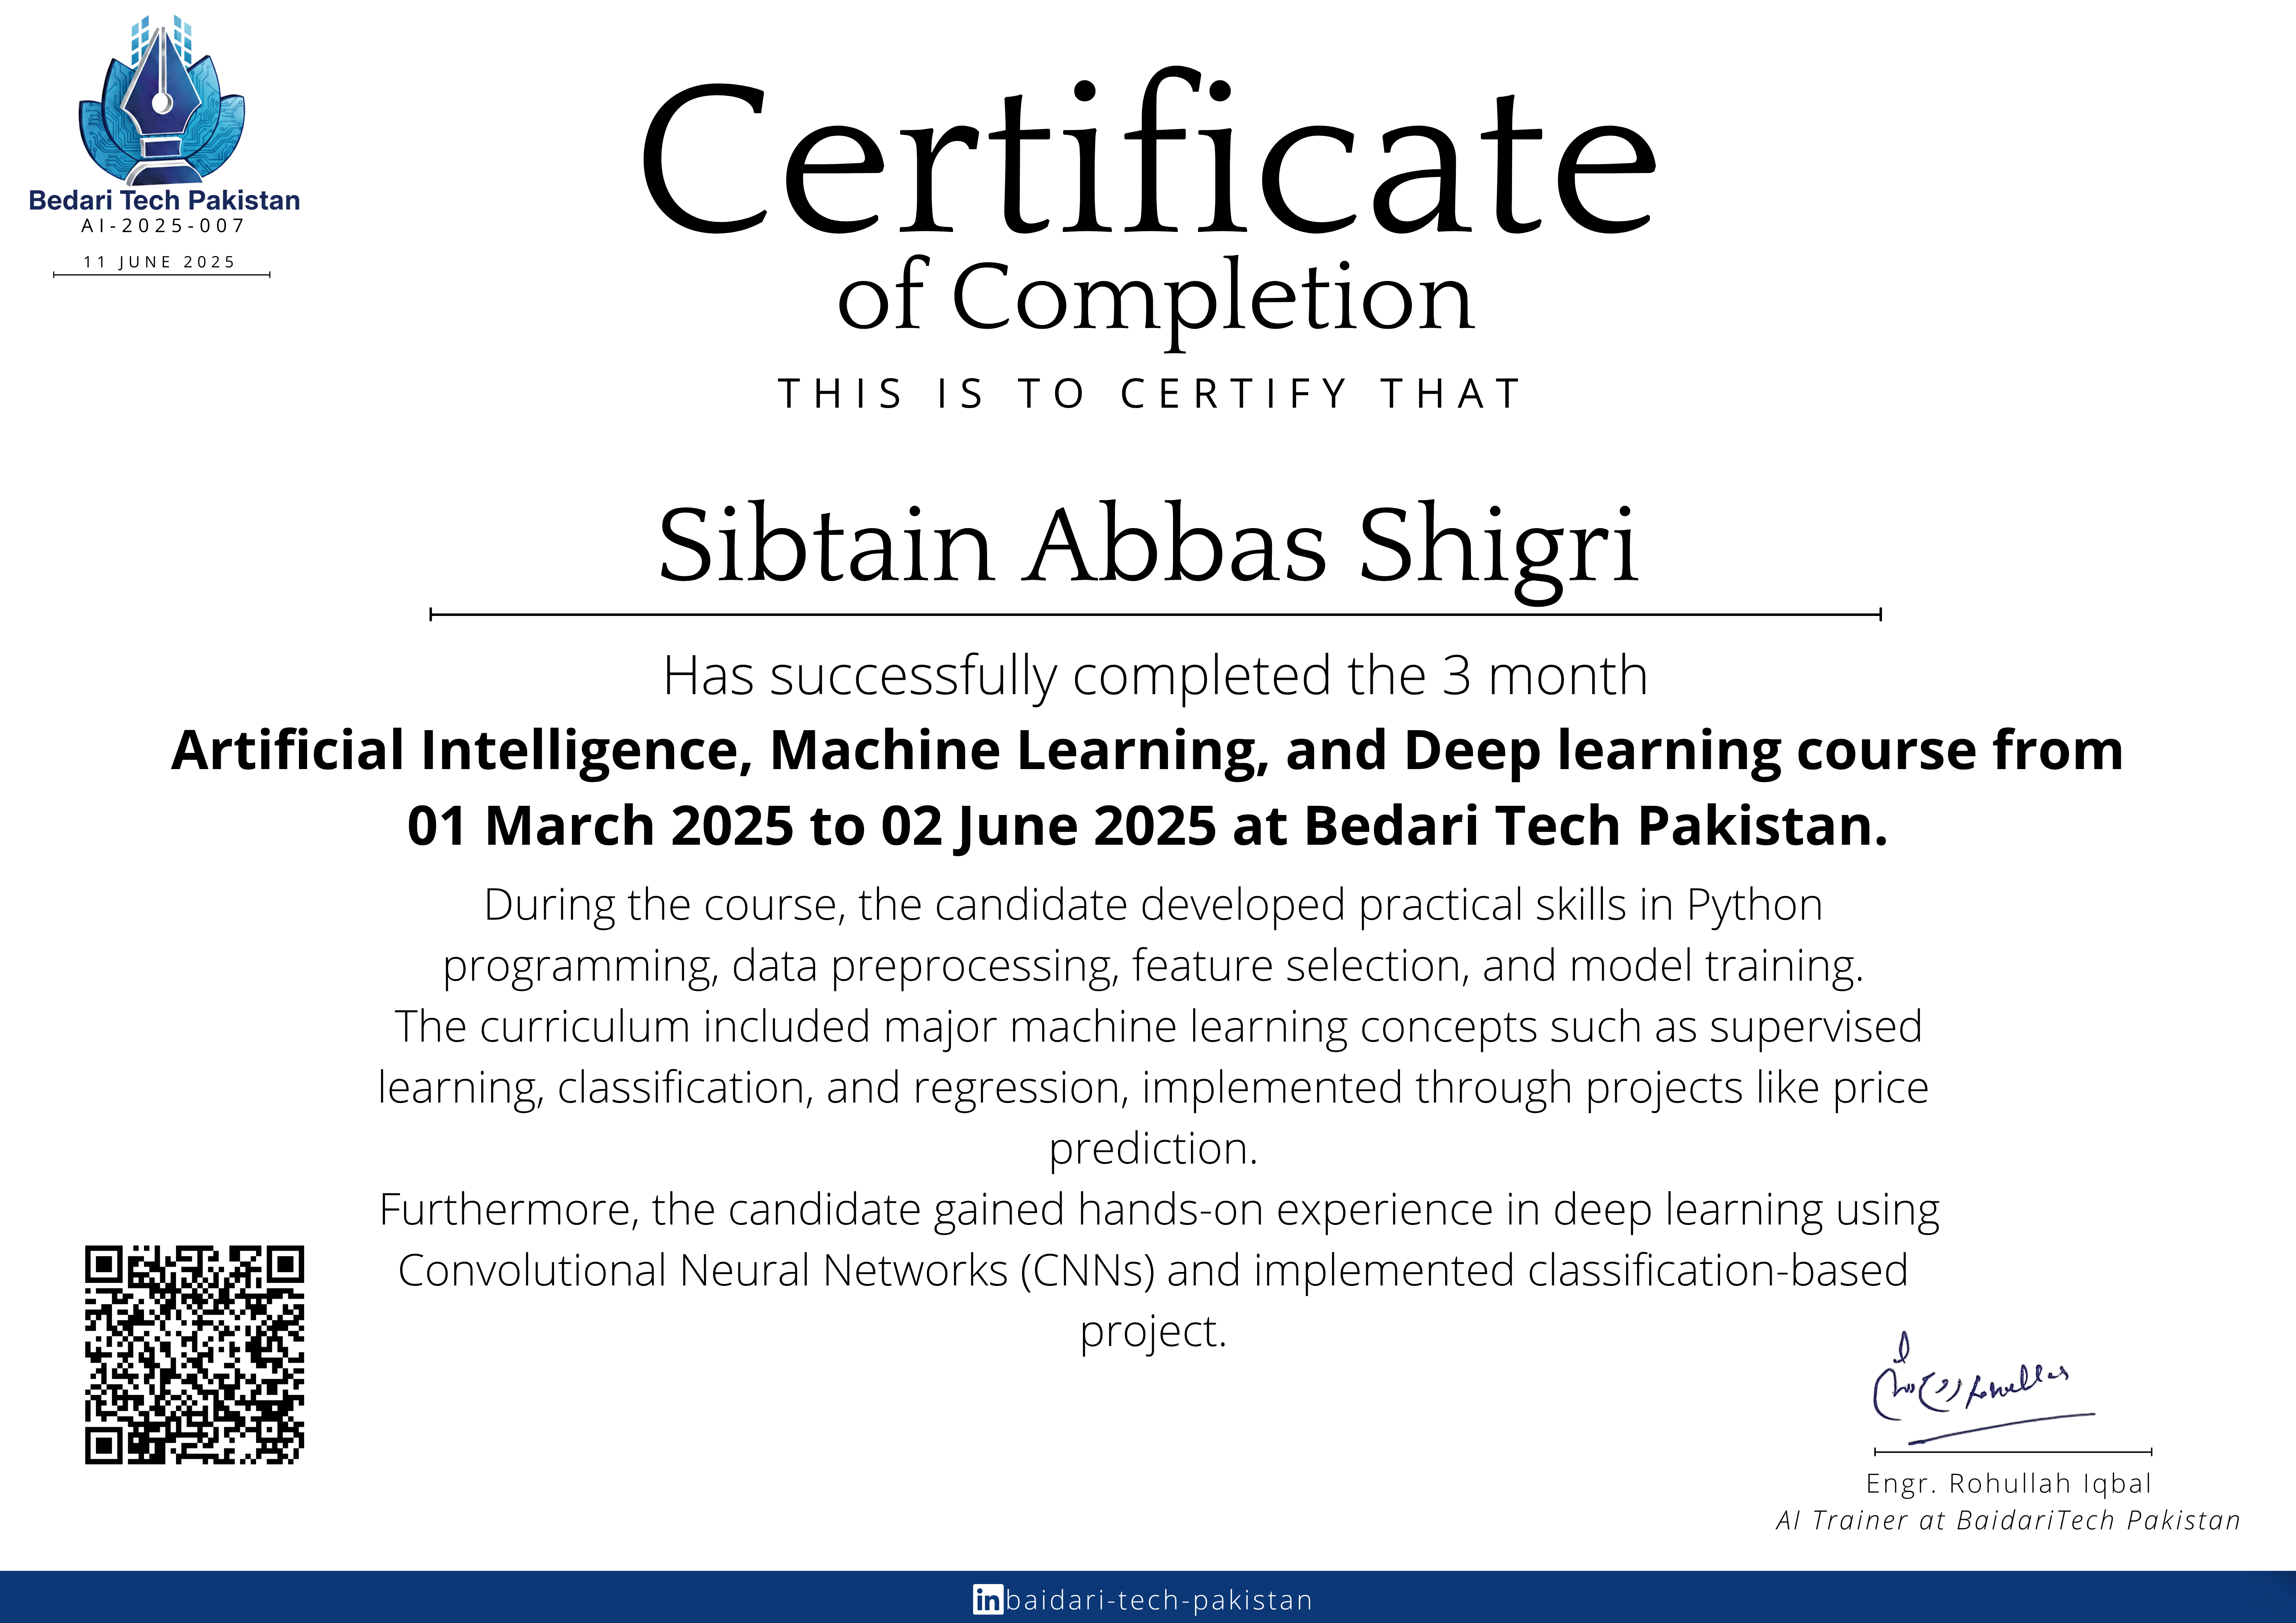 Bedari Tech Pakistan
AI-2025-007
11 JUNE 2025
Certificate
of Completion
THIS IS TO CERTIFY THAT
Sibtain Abbas Shigri
Has successfully completed the 3 month
Artificial Intelligence, Machine Learning, and Deep learning course from
01 March 2025 to 02 June 2025 at Bedari Tech Pakistan.
During the course, the candidate developed practical skills in Python
programming, data preprocessing, feature selection, and model training.
The curriculum included major machine learning concepts such as supervised
learning, classification, and regression, implemented through projects like price
prediction.
Furthermore, the candidate gained hands-on experience in deep learning using
Convolutional Neural Networks (CNNs) and implemented classification-based
project.
Engr. Rohullah Iqbal
AI Trainer at BaidariTech Pakistan
in baidari-tech-pakistan